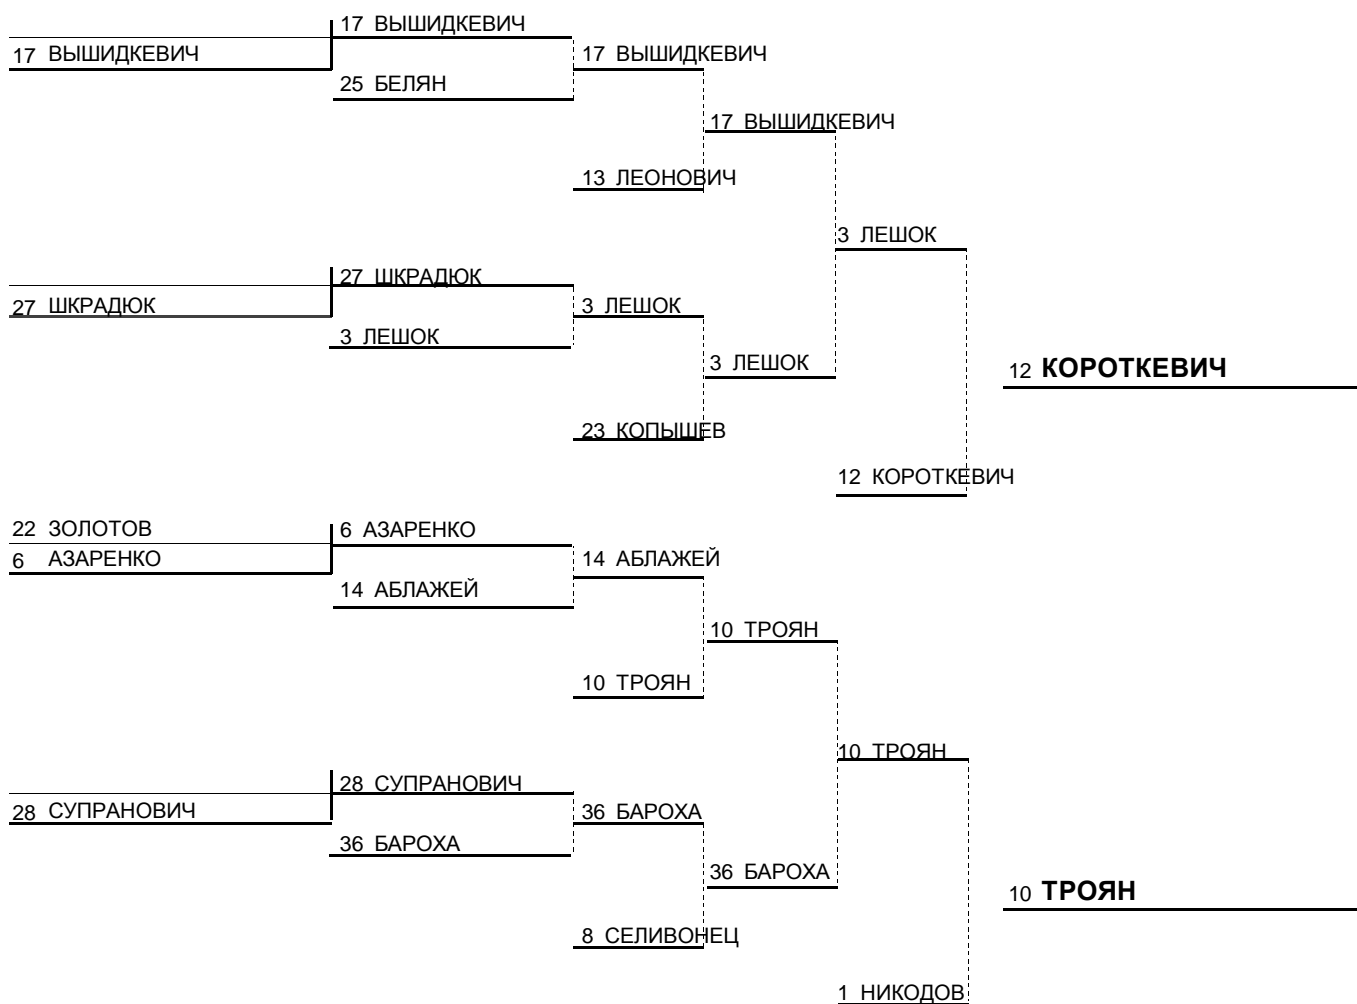 17 ВЫШИДКЕВИЧ
17 ВЫШИДКЕВИЧ
17 ВЫШИДКЕВИЧ
25 БЕЛЯН
17 ВЫШИДКЕВИЧ
13 ЛЕОНОВИЧ
3 ЛЕШОК
27 ШКРАДЮК
27 ШКРАДЮК
3 ЛЕШОК
3 ЛЕШОК
3 ЛЕШОК
12 КОРОТКЕВИЧ
23 КОПЫШЕВ
12 КОРОТКЕВИЧ
22 ЗОЛОТОВ
6 АЗАРЕНКО
6 АЗАРЕНКО
14 АБЛАЖЕЙ
14 АБЛАЖЕЙ
10 ТРОЯН
10 ТРОЯН
10 ТРОЯН
28 СУПРАНОВИЧ
28 СУПРАНОВИЧ
36 БАРОХА
36 БАРОХА
36 БАРОХА
10 ТРОЯН
8 СЕЛИВОНЕЦ
1 НИКОДОВ